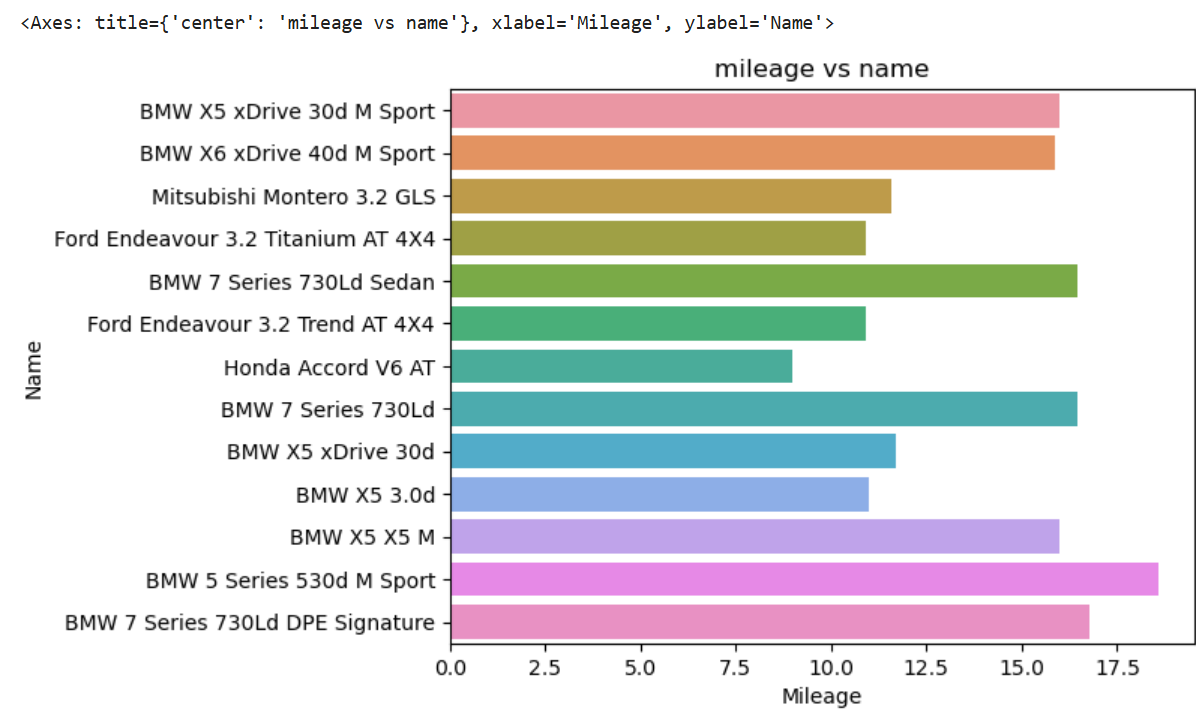 <Axes: title={'center': 'mileage vs name'}, xlabel='Mileage', ylabel='Name'>
mileage vs name
Name
BMW X5 xDrive 30d M Sport
BMW X6 xDrive 40d M Sport
Mitsubishi Montero 3.2 GLS
Ford Endeavour 3.2 Titanium AT 4X4
BMW 7 Series 730Ld Sedan
Ford Endeavour 3.2 Trend AT 4X4
Honda Accord V6 AT
BMW 7 Series 730Ld
BMW X5 xDrive 30d
BMW X5 3.0d
BMW X5 X5 M
BMW 5 Series 530d M Sport
BMW 7 Series 730Ld DPE Signature
0.0 2.5 5.0 7.5 10.0 12.5 15.0 17.5
Mileage